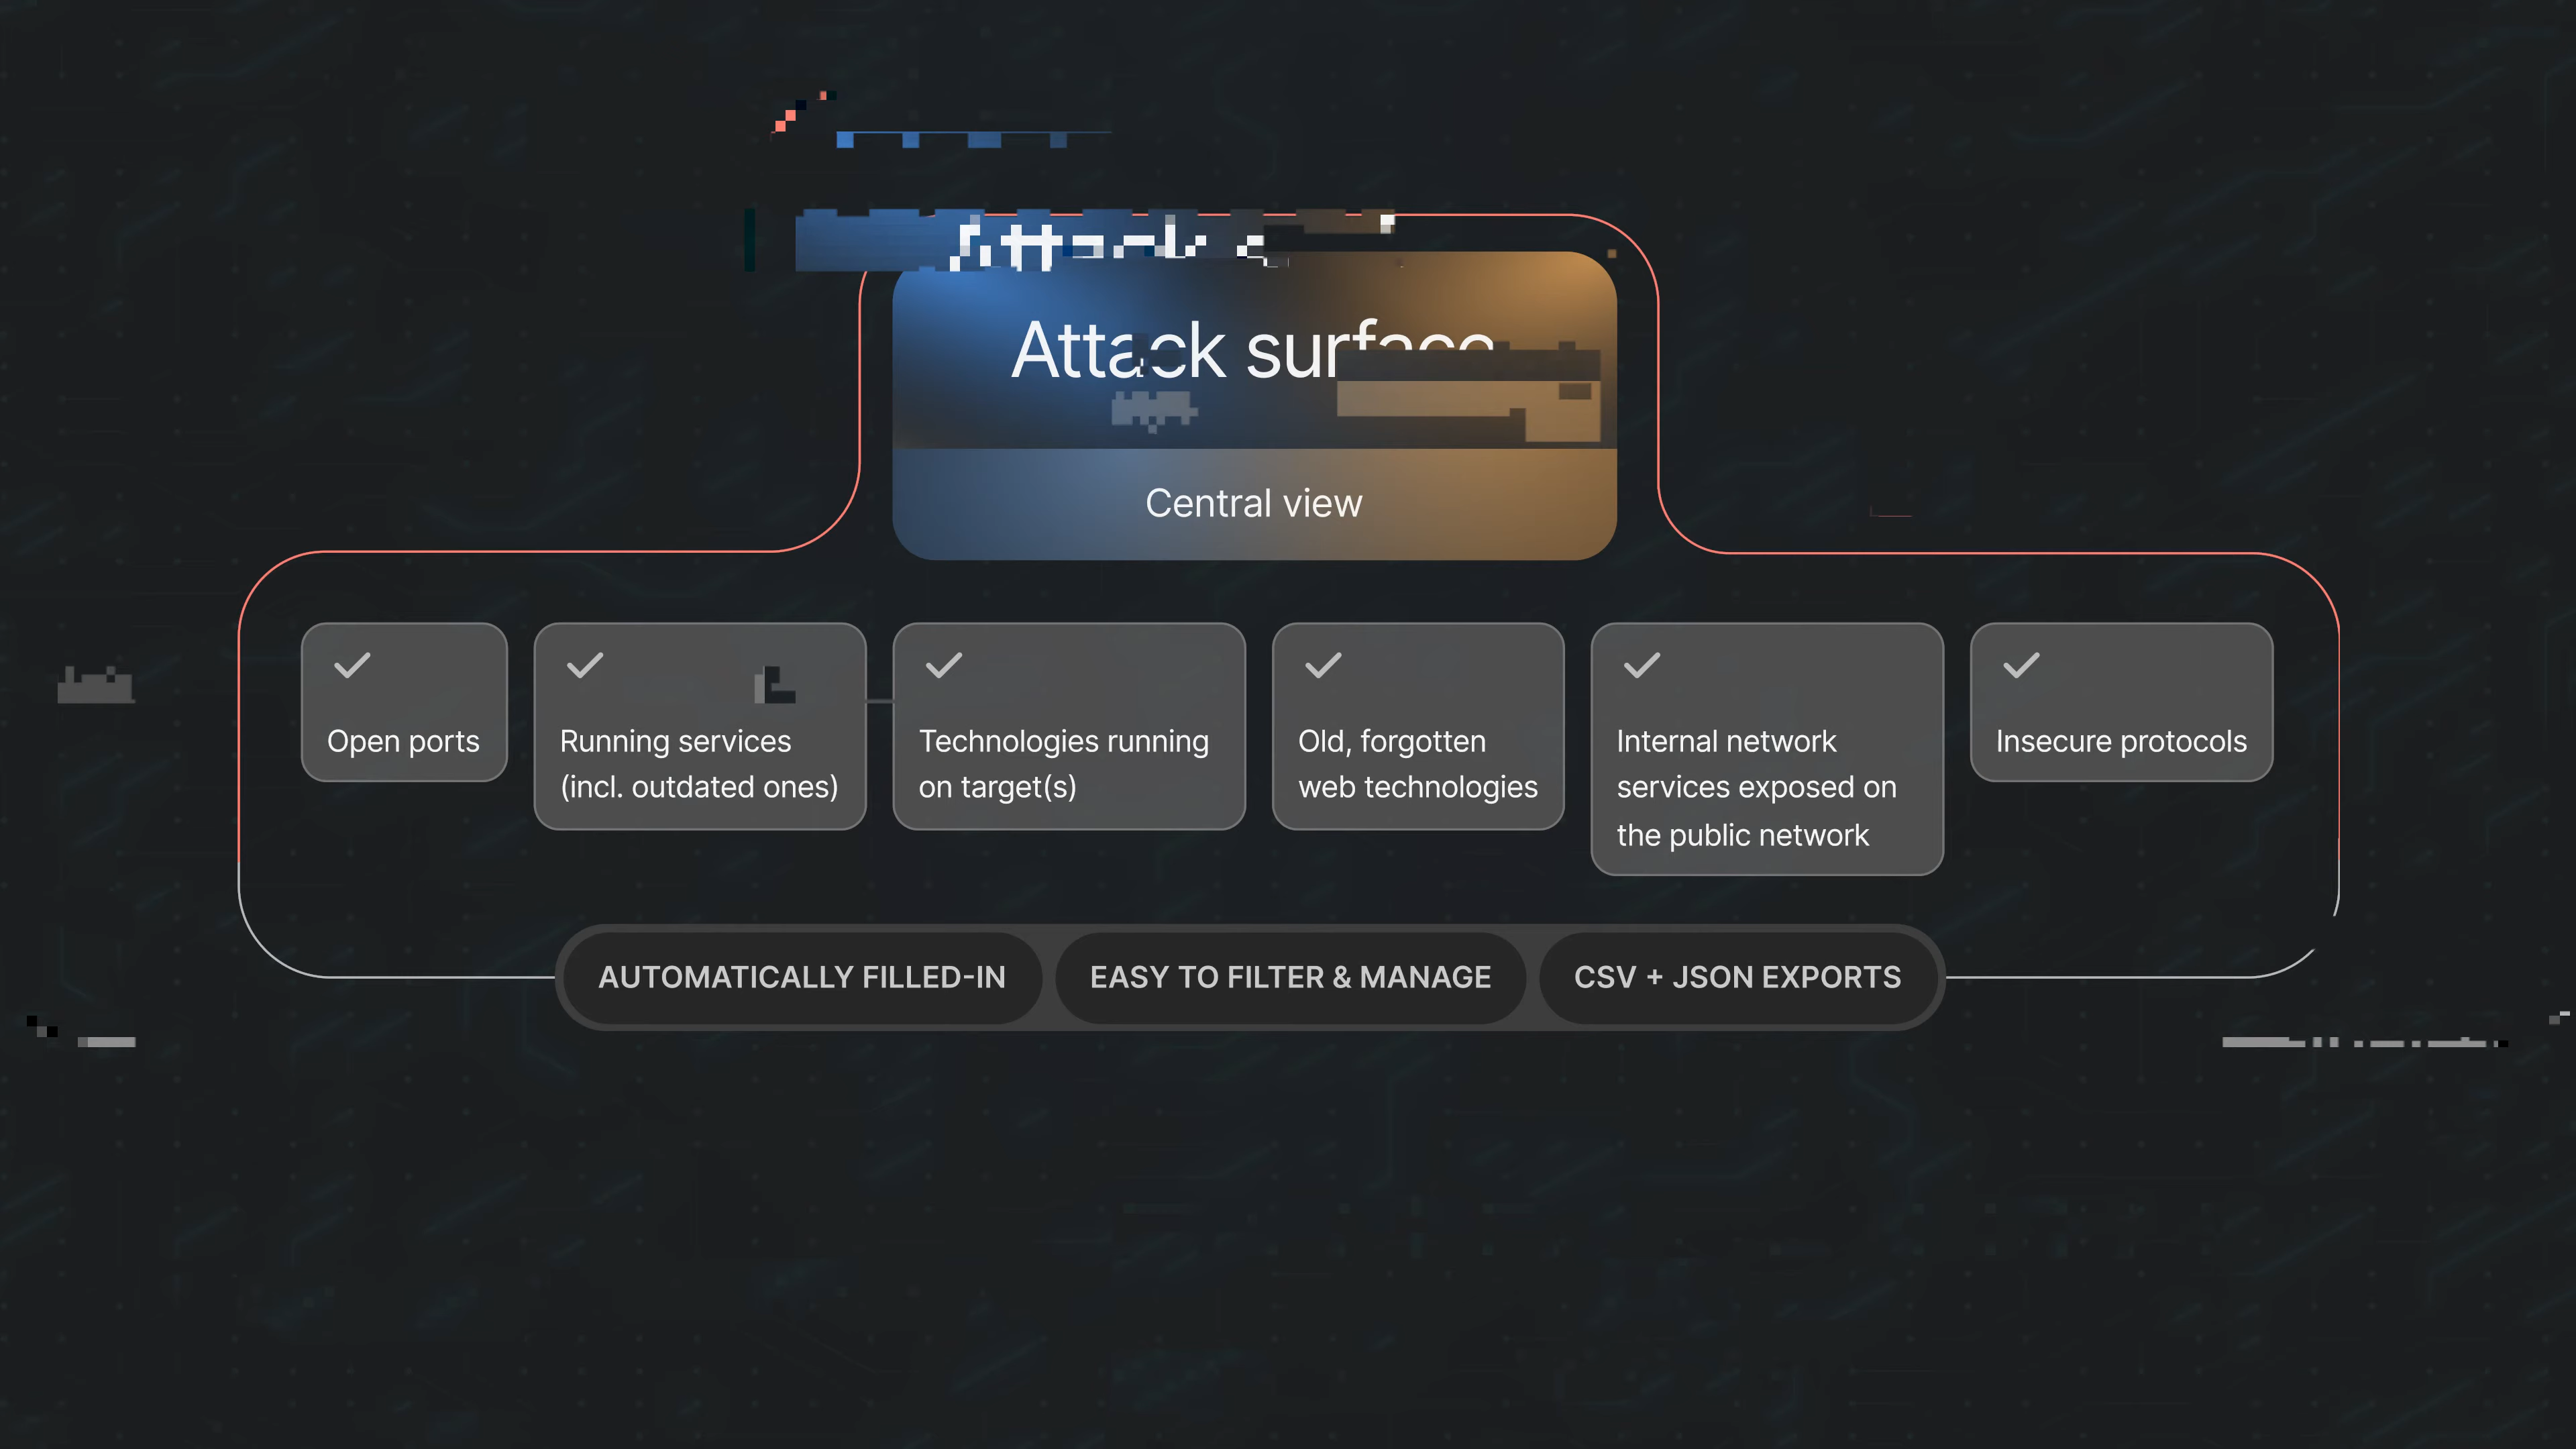 Attack surface
Central view
Open ports
Running services
(incl. outdated ones)
Technologies running
on target(s)
Old, forgotten
web technologies
Internal network
services exposed on
the public network
Insecure protocols
AUTOMATICALLY FILLED-IN
EASY TO FILTER & MANAGE
CSV + JSON EXPORTS